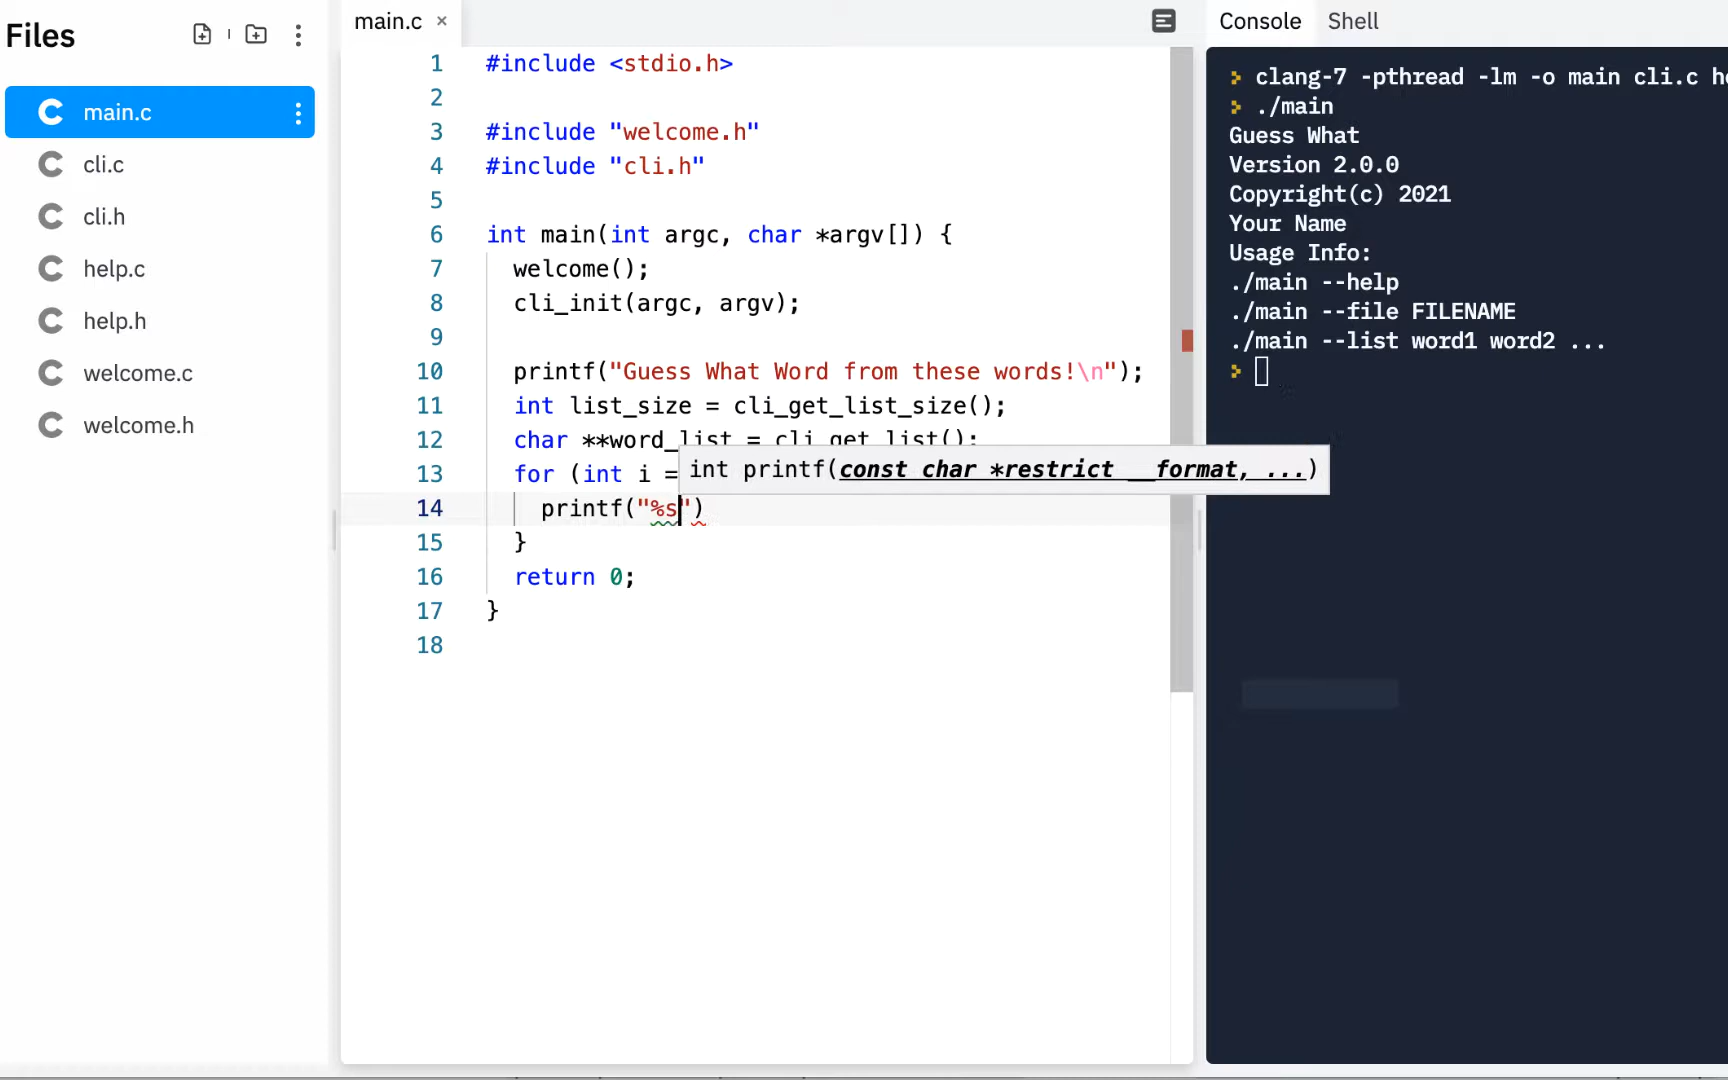 Files
main.c
cli.c
cli.h
help.c
help.h
welcome.c
welcome.h
main.c ×
1 #include <stdio.h>
2
3 #include "welcome.h"
4 #include "cli.h"
5
6 int main(int argc, char *argv[]) {
7 welcome();
8 cli_init(argc, argv);
9
10 printf("Guess What Word from these words!\n");
11 int list_size = cli_get_list_size();
12 char **word_list = cli_get_list();
13 for (int i =
int printf(const char *restrict __format, ...)
14 printf("%s")
15 }
16 return 0;
17 }
18
Console Shell
clang-7 -pthread -lm -o main cli.c
./main
Guess What
Version 2.0.0
Copyright(c) 2021
Your Name
Usage Info:
./main --help
./main --file FILENAME
./main --list word1 word2 ...